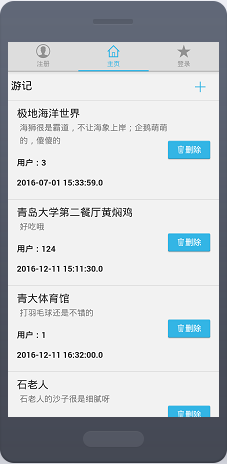 注册
主页
登录
游记
+
极地海洋世界
海狮很是霸道，不让海象上岸；企鹅萌萌
的，傻傻的
删除
用户：3
2016-07-01 15:33:59.0
青岛大学第二餐厅黄焖鸡
好吃哦
删除
用户：124
2016-12-11 15:11:30.0
青大体育馆
打羽毛球还是不错的
删除
用户：1
2016-12-11 16:32:00.0
石老人
石老人的沙子很是细腻呀
删除